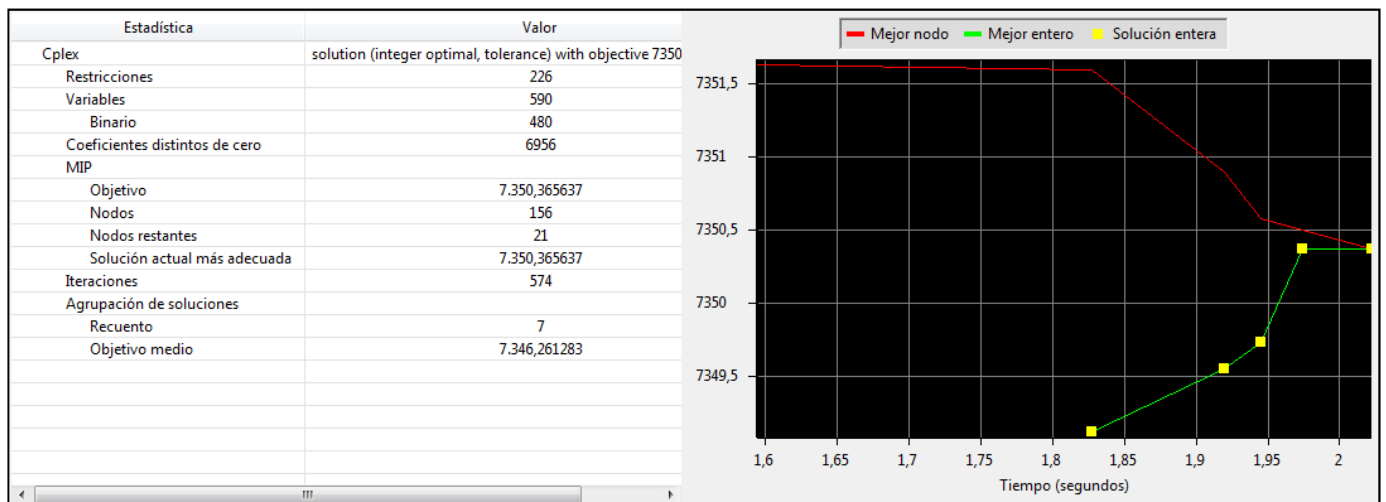 Estadística Valor
Cplex solution (integer optimal, tolerance) with objective 7350
Restricciones 226
Variables 590
Binario 480
Coeficientes distintos de cero 6956
MIP
Objetivo 7.350,365637
Nodos 156
Nodos restantes 21
Solución actual más adecuada 7.350,365637
Iteraciones 574
Agrupación de soluciones
Recuento 7
Objetivo medio 7.346,261283
Mejor nodo Mejor entero Solución entera
7351,5
7351
7350,5
7350
7349,5
1,6 1,65 1,7 1,75 1,8 1,85 1,9 1,95 2
Tiempo (segundos)